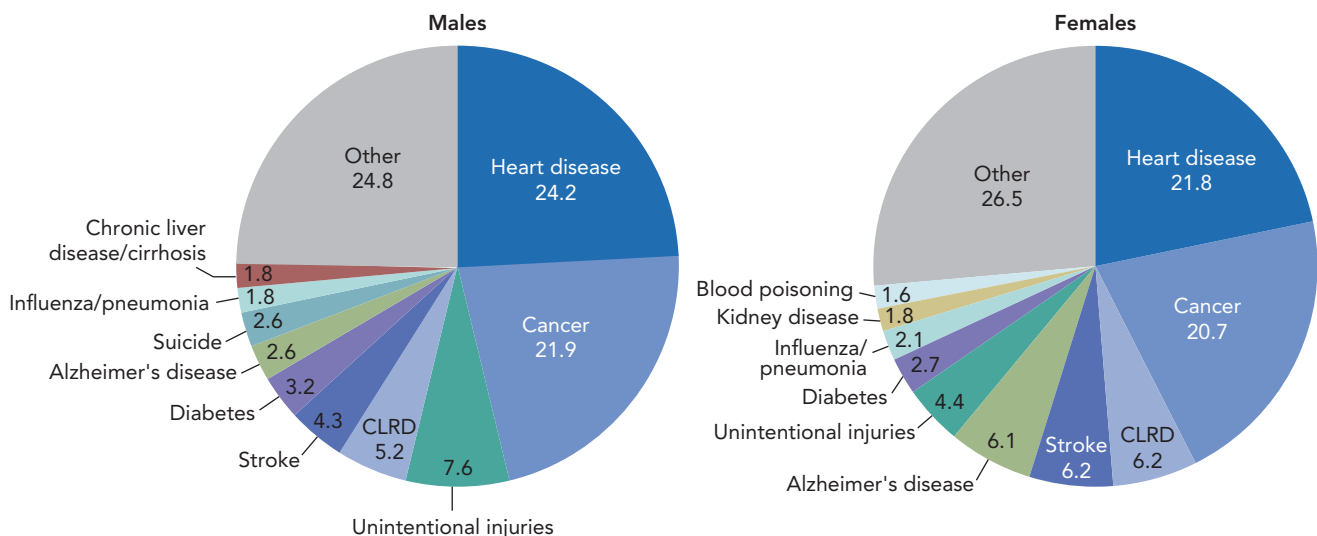 Males
Other
24.8
Heart disease
24.2
Chronic liver
disease/cirrhosis
1.8
Influenza/pneumonia
1.8
Suicide
2.6
Alzheimer's disease
2.6
Diabetes
3.2
Stroke
4.3
CLRD
5.2
7.6
Unintentional injuries
Cancer
21.9
Females
Other
26.5
Heart disease
21.8
Blood poisoning
1.6
Kidney disease
1.8
Influenza/
pneumonia
2.1
Diabetes
2.7
Unintentional injuries
4.4
Alzheimer's disease
6.1
Stroke
6.2
CLRD
6.2
Cancer
20.7